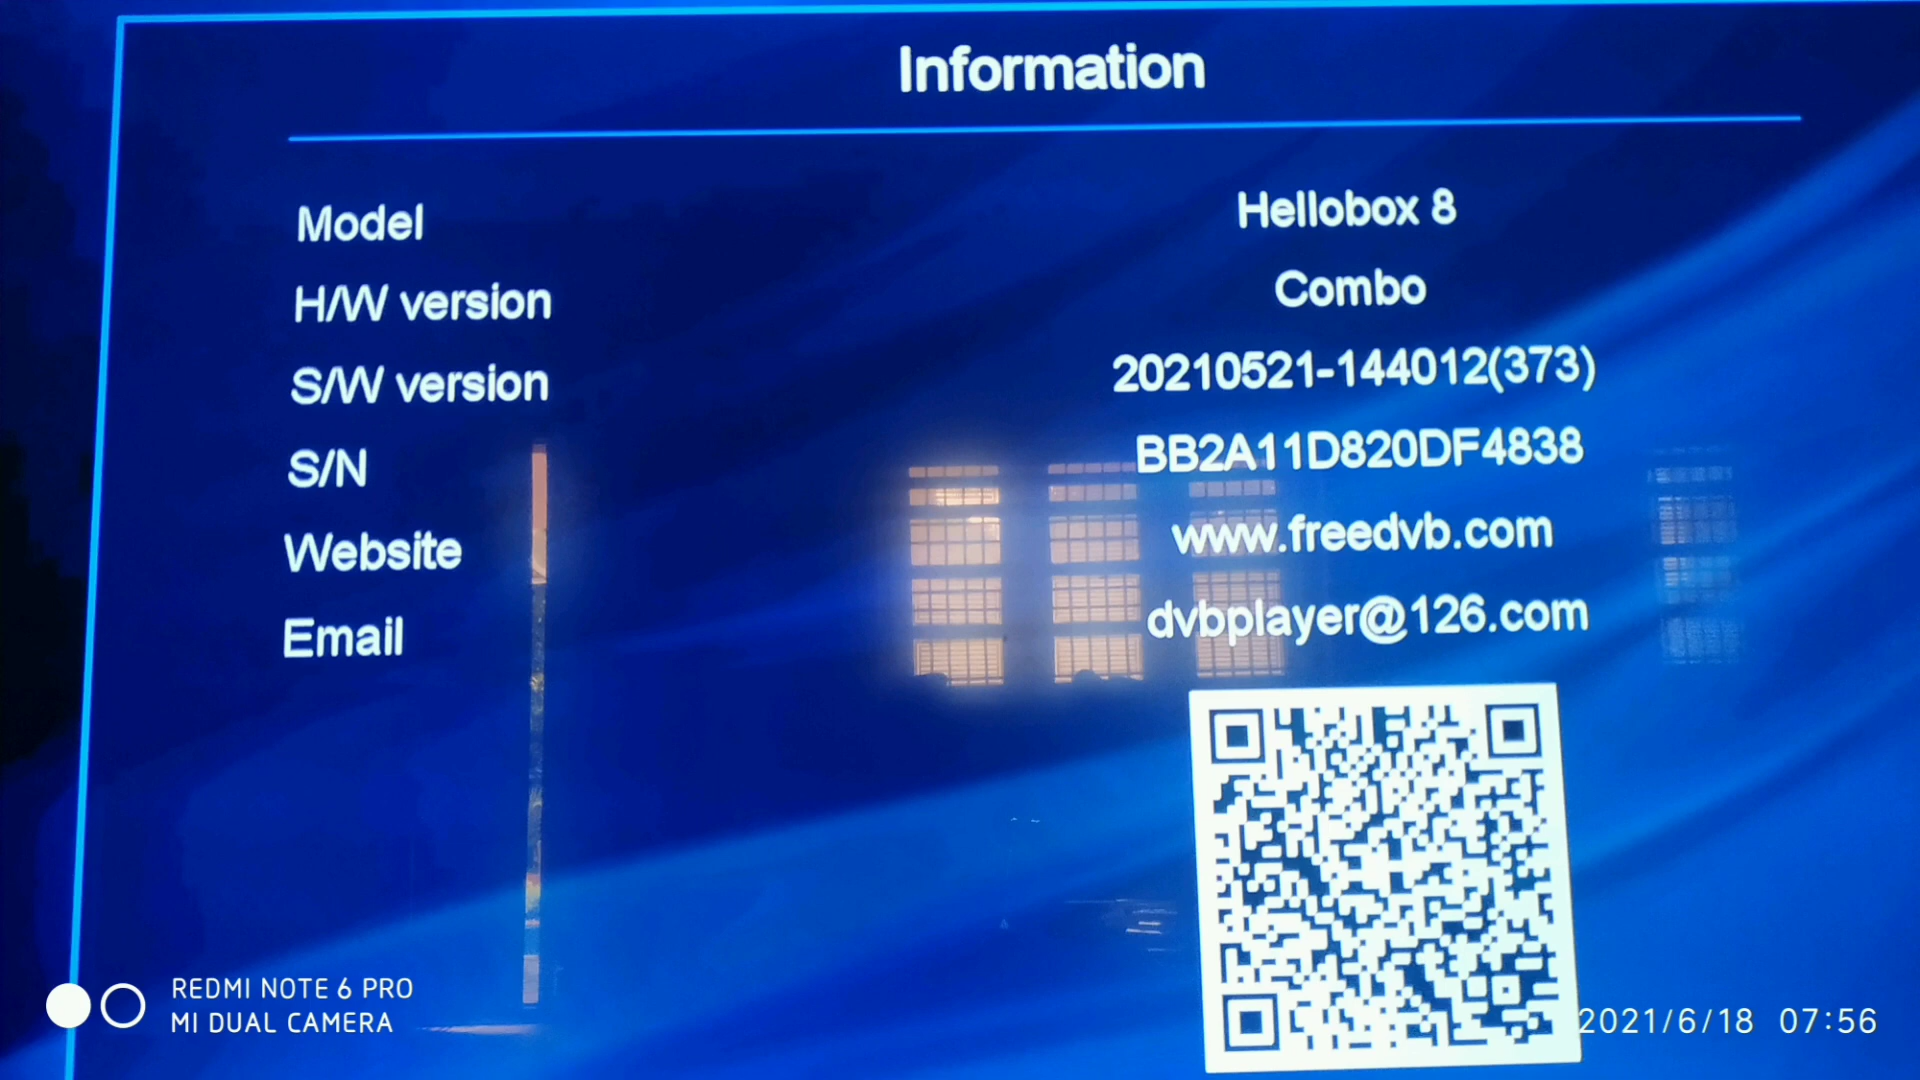 Information
Model Hellobox 8
H/W version Combo
S/W version 20210521-144012(373)
S/N BB2A11D820DF4838
Website www.freedvb.com
Email dvbplayer@126.com
REDMI NOTE 6 PRO
MI DUAL CAMERA
2021/6/18 07:56